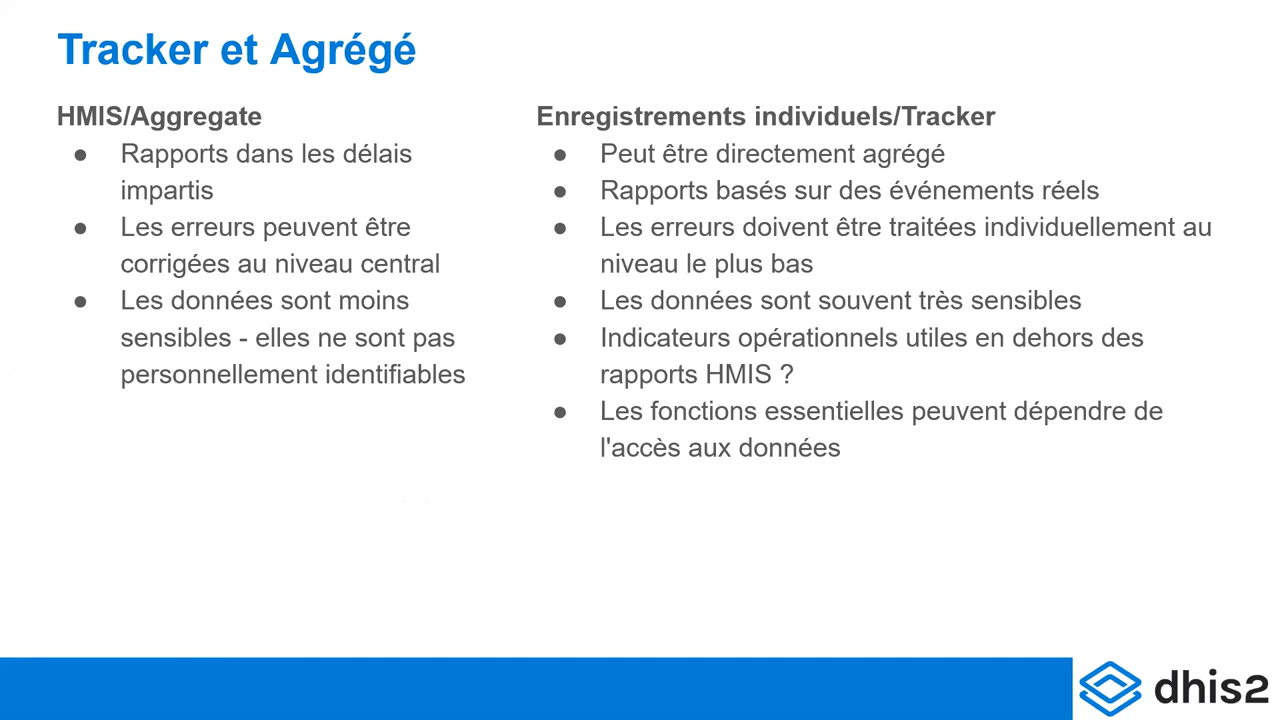 Tracker et Agrégé
HMIS/Aggregate
● Rapports dans les délais
impartis
● Les erreurs peuvent être
corrigées au niveau central
● Les données sont moins
sensibles - elles ne sont pas
personnellement identifiables
Enregistrements individuels/Tracker
● Peut être directement agrégé
● Rapports basés sur des événements réels
● Les erreurs doivent être traitées individuellement au
niveau le plus bas
● Les données sont souvent très sensibles
● Indicateurs opérationnels utiles en dehors des
rapports HMIS ?
● Les fonctions essentielles peuvent dépendre de
l'accès aux données
dhis2